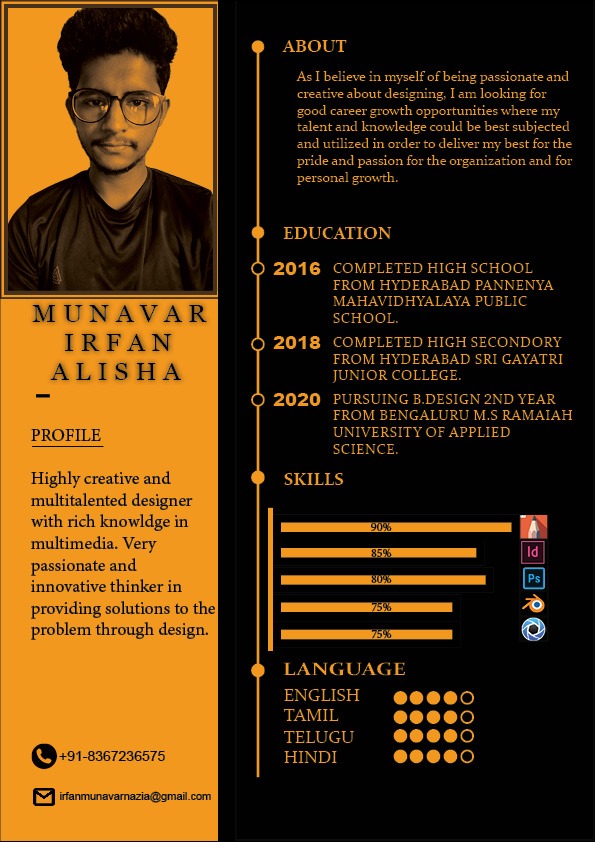 MUNAVAR
IRFAN
ALISHA
PROFILE
Highly creative and
multitalented designer
with rich knowldge in
multimedia. Very
passionate and
innovative thinker in
providing solutions to the
problem through design.
+91-8367236575
irfanmunavarnazia@gmail.com
ABOUT
As I believe in myself of being passionate and
creative about designing, I am looking for
good career growth opportunities where my
talent and knowledge could be best subjected
and utilized in order to deliver my best for the
pride and passion for the organization and for
personal growth.
EDUCATION
2016 COMPLETED HIGH SCHOOL
FROM HYDERABAD PANNENYA
MAHAVIDHYALAYA PUBLIC
SCHOOL.
2018 COMPLETED HIGH SECONDORY
FROM HYDERABAD SRI GAYATRI
JUNIOR COLLEGE.
2020 PURSUING B.DESIGN 2ND YEAR
FROM BENGALURU M.S RAMAIAH
UNIVERSITY OF APPLIED
SCIENCE.
SKILLS
90%
85% Id
80% Ps
75%
75%
LANGUAGE
ENGLISH
TAMIL
TELUGU
HINDI